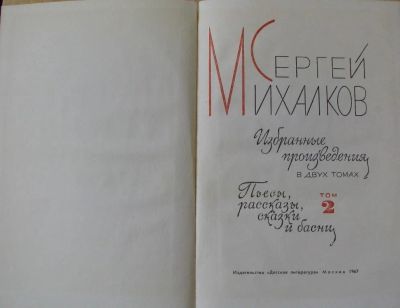 СЕРГЕЙ
МИХАЛКОВ
Избранные
произведения
В ДВУХ ТОМАХ
Пьесы,
рассказы,
сказки
и басни
ТОМ
2
Издательство «Детская литература» Москва 1967